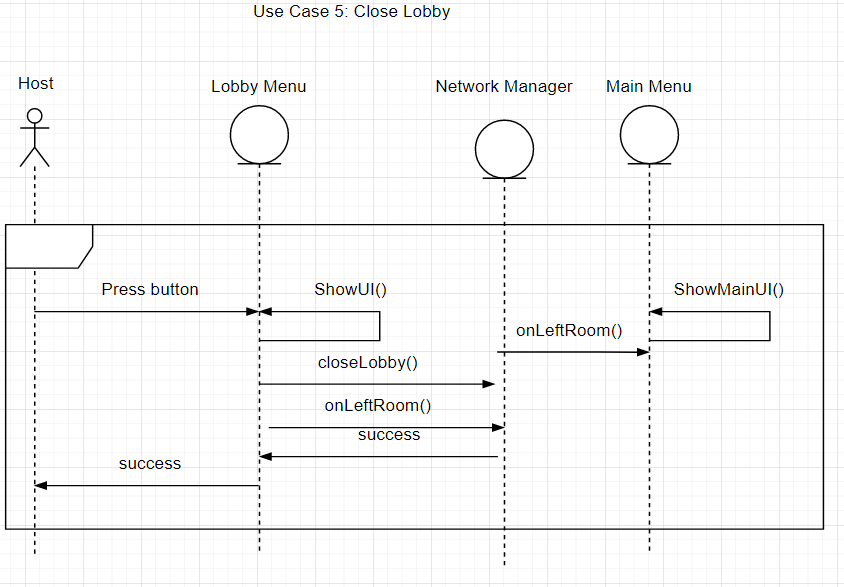 Use Case 5: Close Lobby
Host
Lobby Menu
Network Manager
Main Menu
Press button
ShowUI()
ShowMainUI()
onLeftRoom()
closeLobby()
onLeftRoom()
success
success